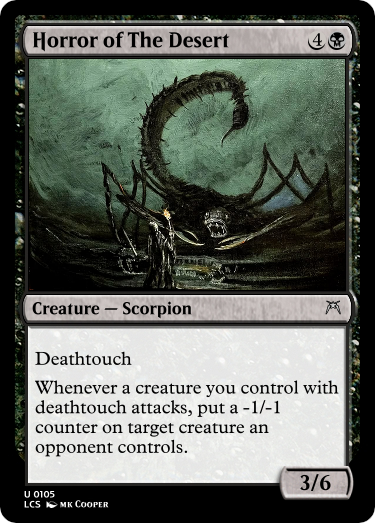 Horror of The Desert 4
Creature — Scorpion
Deathtouch
Whenever a creature you control with
deathtouch attacks, put a -1/-1
counter on target creature an
opponent controls.
3/6
U 0105
LCS MK COOPER